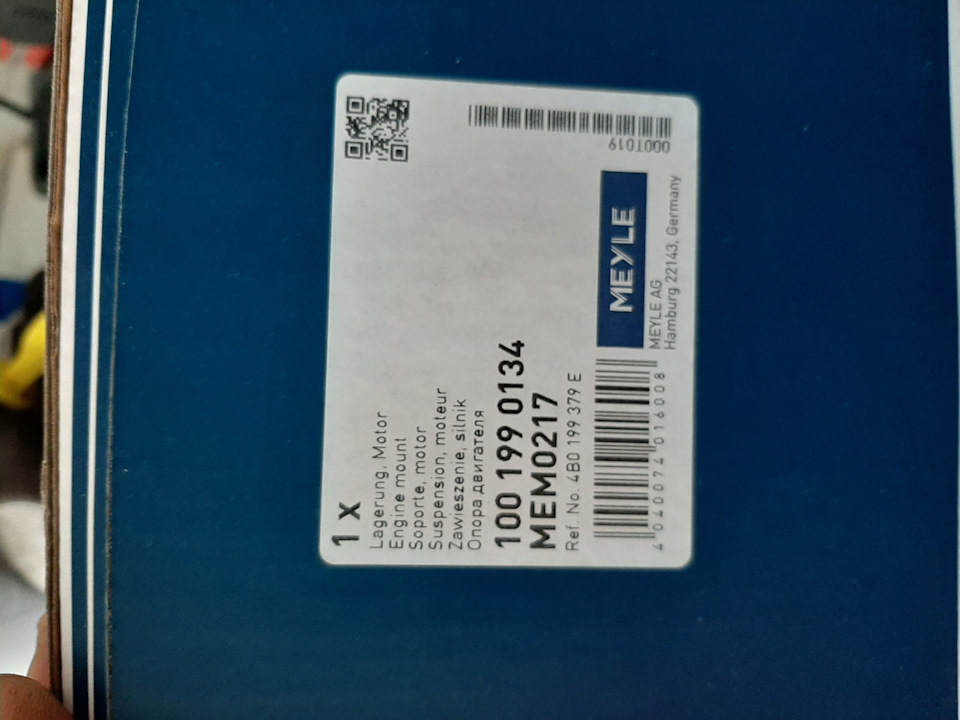 1 x
Lagerung, Motor
Engine mount
Soporte, motor
Suspension, moteur
Zawieszenie, silnik
Опора двигателя
100 199 0134
MEM0217
Ref. No. 4B0 199 379 E
4 040074 016008
MEYLE
MEYLE AG
Hamburg 22143, Germany
000T019